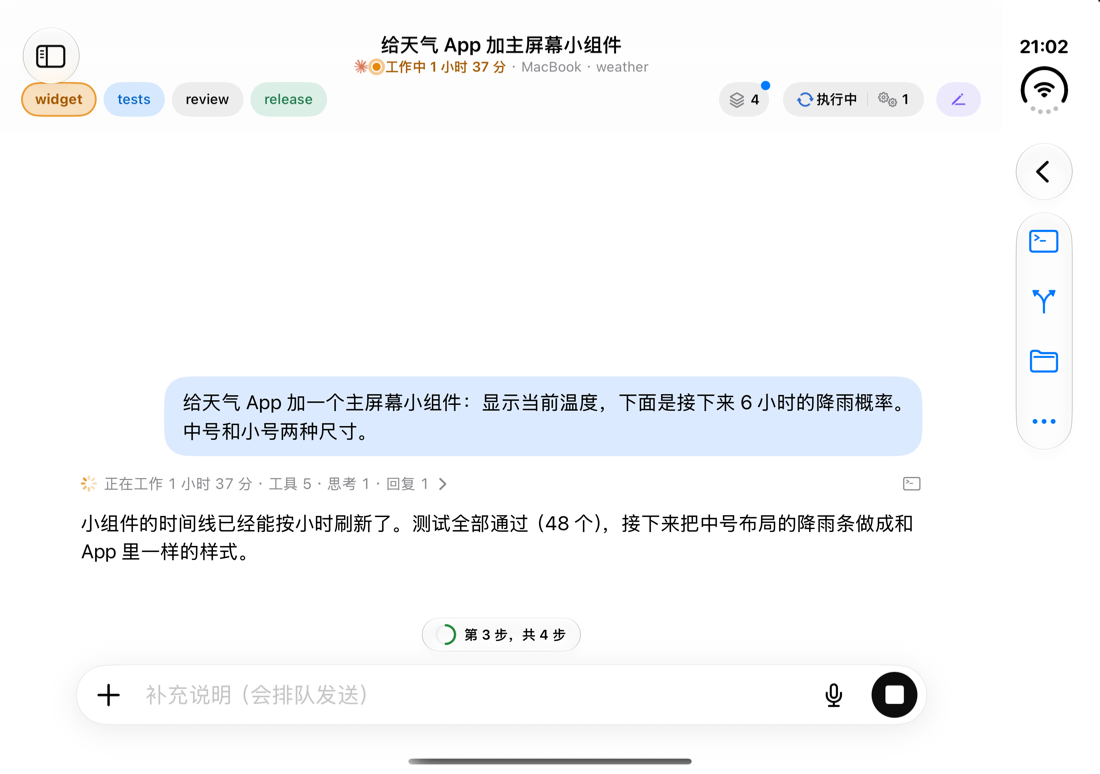 给天气 App 加主屏幕小组件
21:02
工作中 1 小时 37 分 · MacBook · weather
widget
tests
review
release
4
执行中
1
给天气 App 加一个主屏幕小组件：显示当前温度，下面是接下来 6 小时的降雨概率。
中号和小号两种尺寸。
正在工作 1 小时 37 分 · 工具 5 · 思考 1 · 回复 1
小组件的时间线已经能按小时刷新了。测试全部通过（48 个），接下来把中号布局的降雨条做成和
App 里一样的样式。
第 3 步，共 4 步
补充说明（会排队发送）